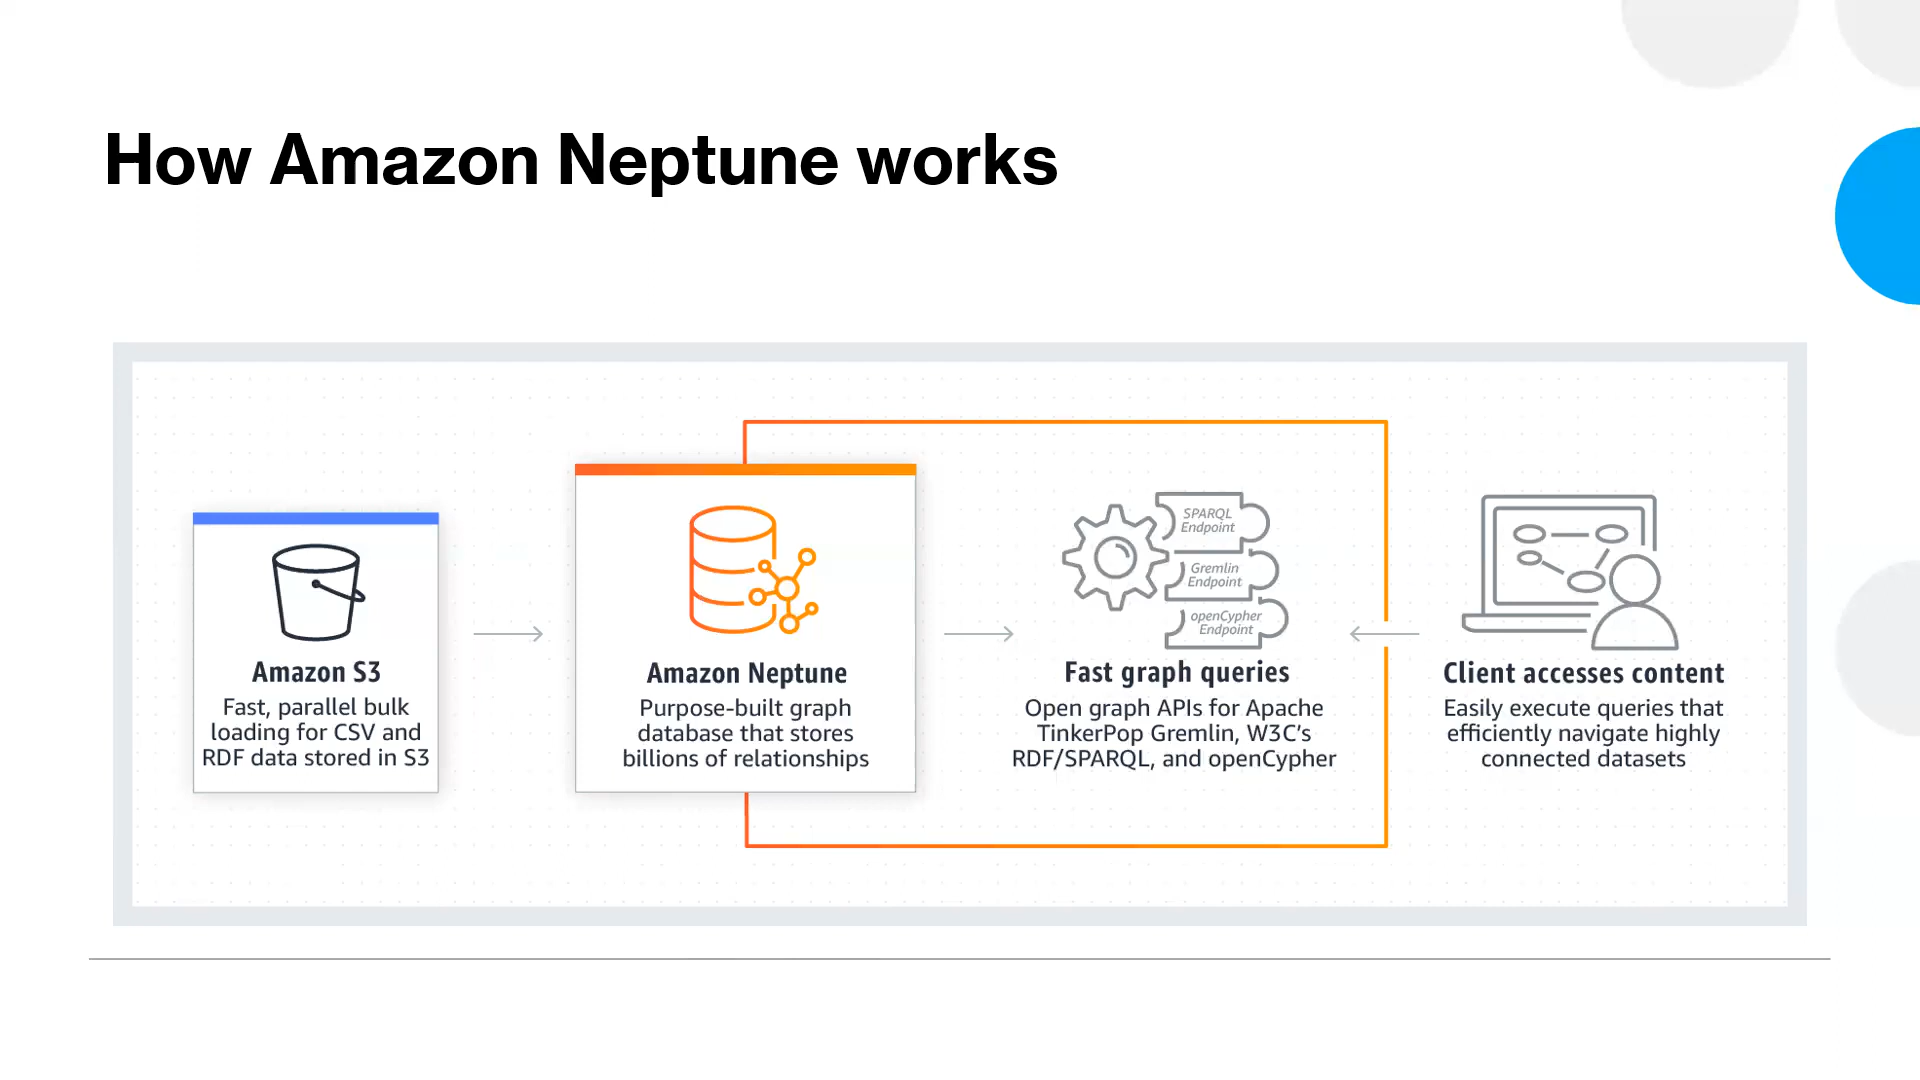 How Amazon Neptune works
Amazon S3
Fast, parallel bulk
loading for CSV and
RDF data stored in S3
Amazon Neptune
Purpose-built graph
database that stores
billions of relationships
SPARQL
Endpoint
Gremlin
Endpoint
openCypher
Endpoint
Fast graph queries
Open graph APIs for Apache
TinkerPop Gremlin, W3C’s
RDF/SPARQL, and openCypher
Client accesses content
Easily execute queries that
efficiently navigate highly
connected datasets